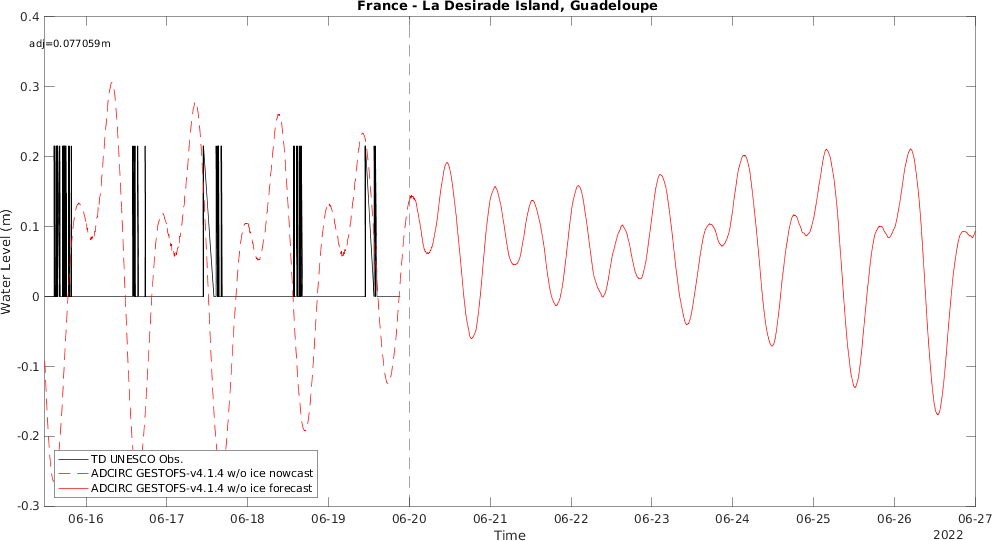 France - La Desirade Island, Guadeloupe
adj=0.077059m
0.4
0.3
0.2
0.1
0
-0.1
-0.2
-0.3
Water Level (m)
TD UNESCO Obs.
ADCIRC GESTOFS-v4.1.4 w/o ice nowcast
ADCIRC GESTOFS-v4.1.4 w/o ice forecast
06-16 06-17 06-18 06-19 06-20 06-21 06-22 06-23 06-24 06-25 06-26 06-27
Time
2022